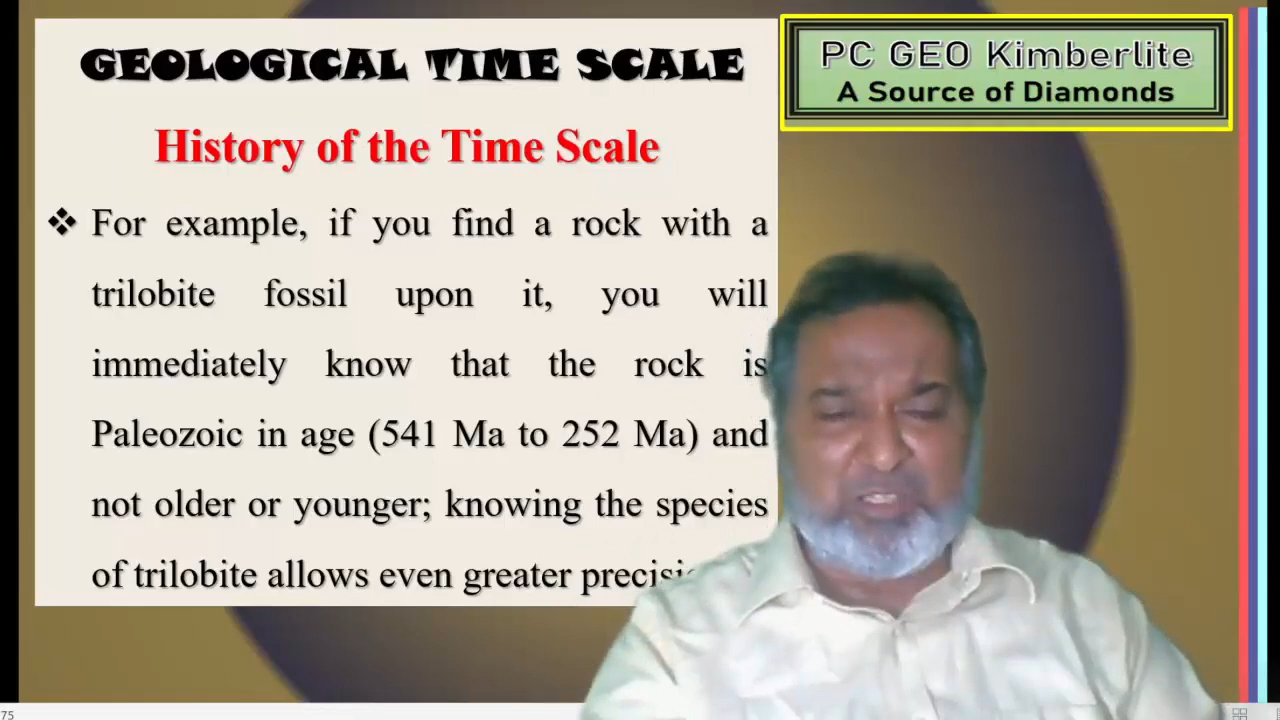 GEOLOGICAL TIME SCALE
PC GEO Kimberlite
A Source of Diamonds
History of the Time Scale
❖ For example, if you find a rock with a
trilobite fossil upon it, you will
immediately know that the rock is
Paleozoic in age (541 Ma to 252 Ma) and
not older or younger; knowing the species
of trilobite allows even greater
75